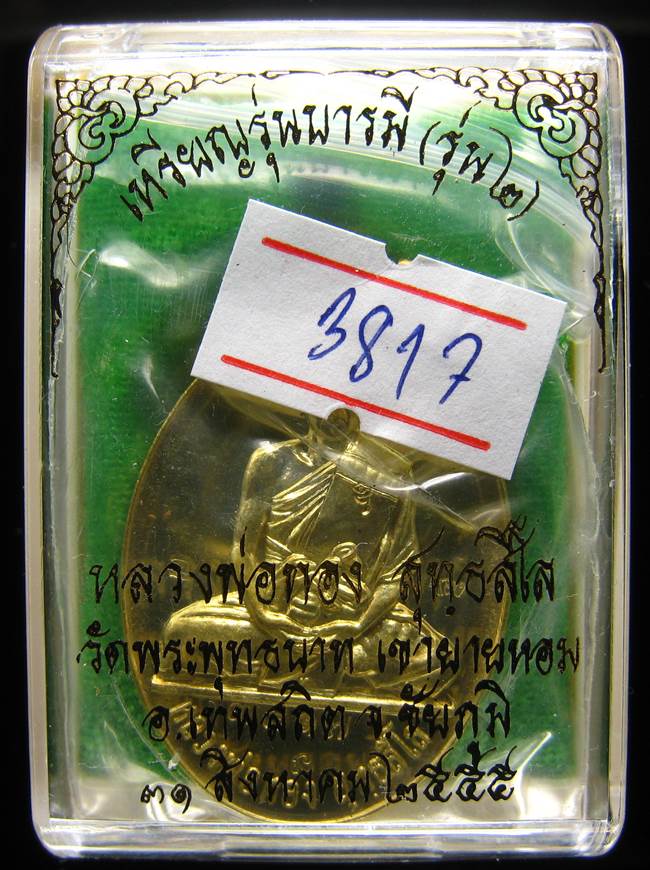 เหรียญรุ่นบารมี (รุ่น๒)
3817
หลวงพ่อทอง สุทธสีโล
วัดพระพุทธบาท เขายายหอม
อ.เทพสถิต จ.ชัยภูมิ
๓๑ สิงหาคม ๒๕๕๕